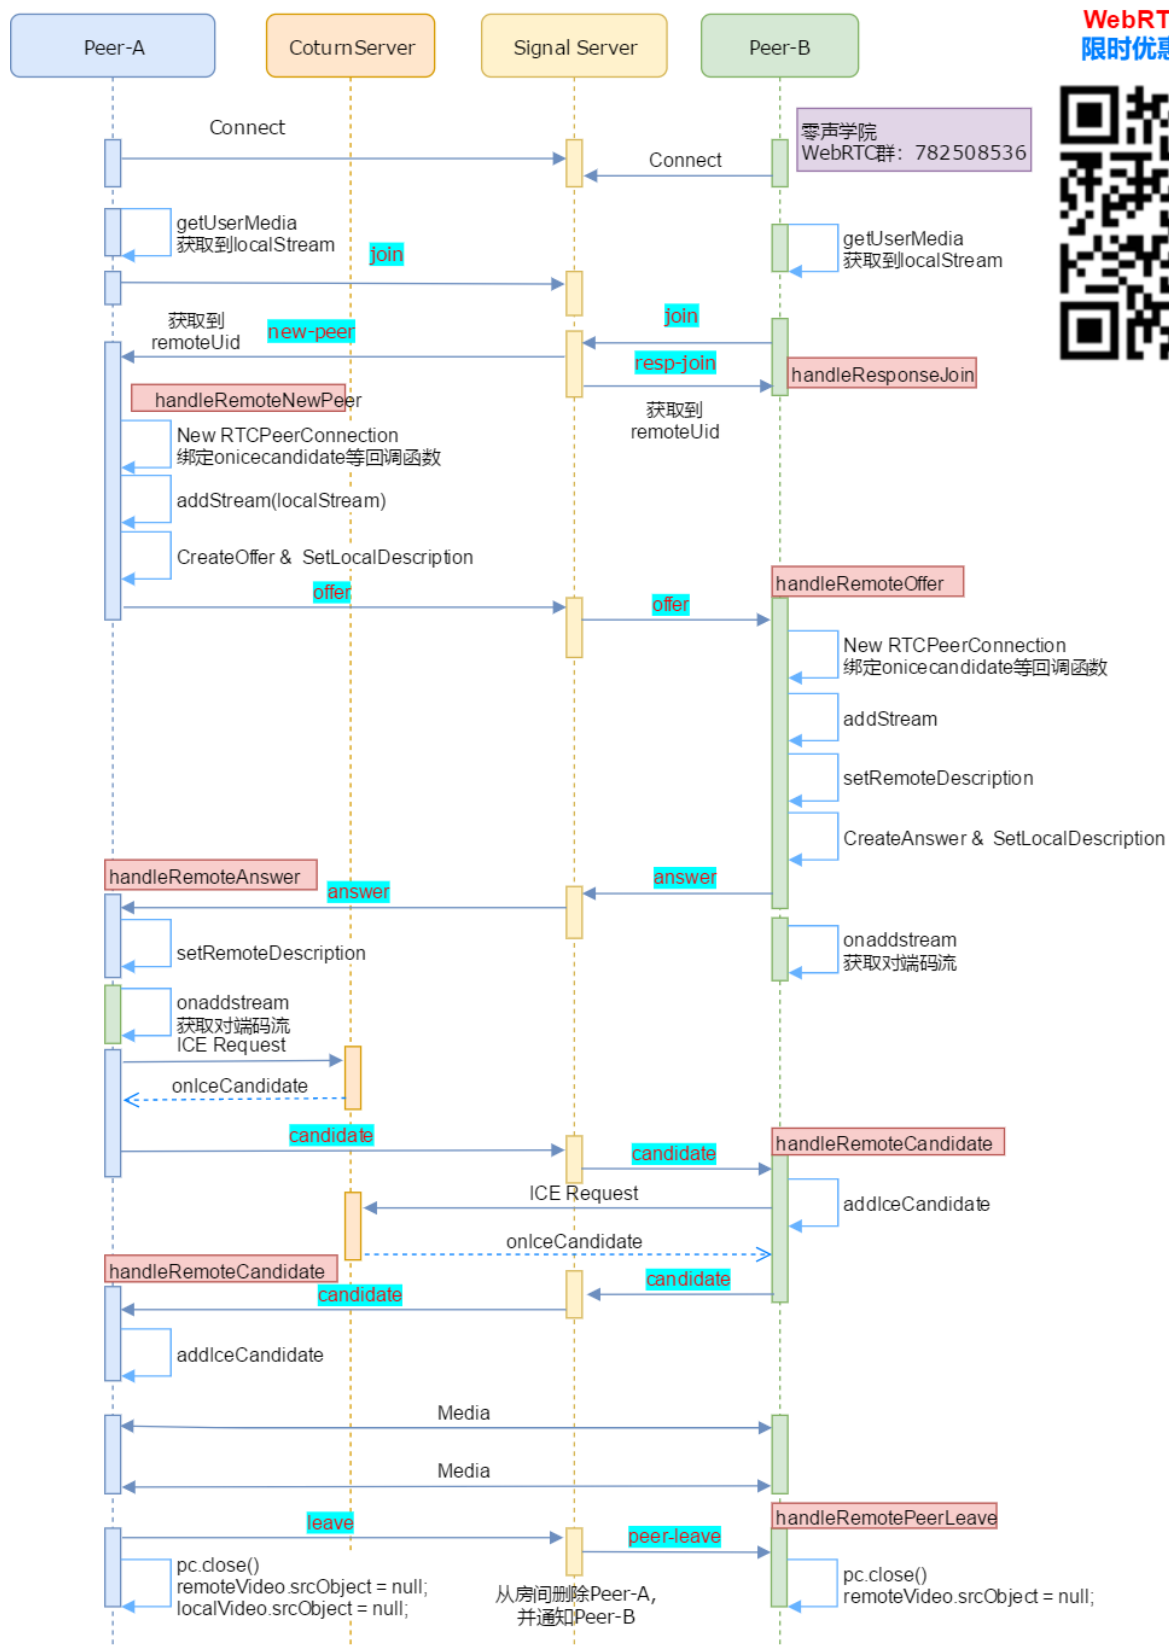 WebRT
限时优惠
Peer-A
CoturnServer
Signal Server
Peer-B
零声学院
WebRTC群：782508536
Connect
Connect
getUserMedia
获取到localStream
getUserMedia
获取到localStream
join
join
获取到
remoteUid
new-peer
resp-join
handleResponseJoin
获取到
remoteUid
handleRemoteNewPeer
New RTCPeerConnection
绑定onicecandidate等回调函数
addStream(localStream)
CreateOffer & SetLocalDescription
offer
offer
handleRemoteOffer
New RTCPeerConnection
绑定onicecandidate等回调函数
addStream
setRemoteDescription
CreateAnswer & SetLocalDescription
answer
handleRemoteAnswer
answer
setRemoteDescription
onaddstream
获取对端码流
onaddstream
获取对端码流
ICE Request
onIceCandidate
candidate
candidate
handleRemoteCandidate
ICE Request
addIceCandidate
onIceCandidate
handleRemoteCandidate
candidate
candidate
addIceCandidate
Media
Media
leave
peer-leave
handleRemotePeerLeave
pc.close()
remoteVideo.srcObject = null;
localVideo.srcObject = null;
从房间删除Peer-A，
并通知Peer-B
pc.close()
remoteVideo.srcObject = null;